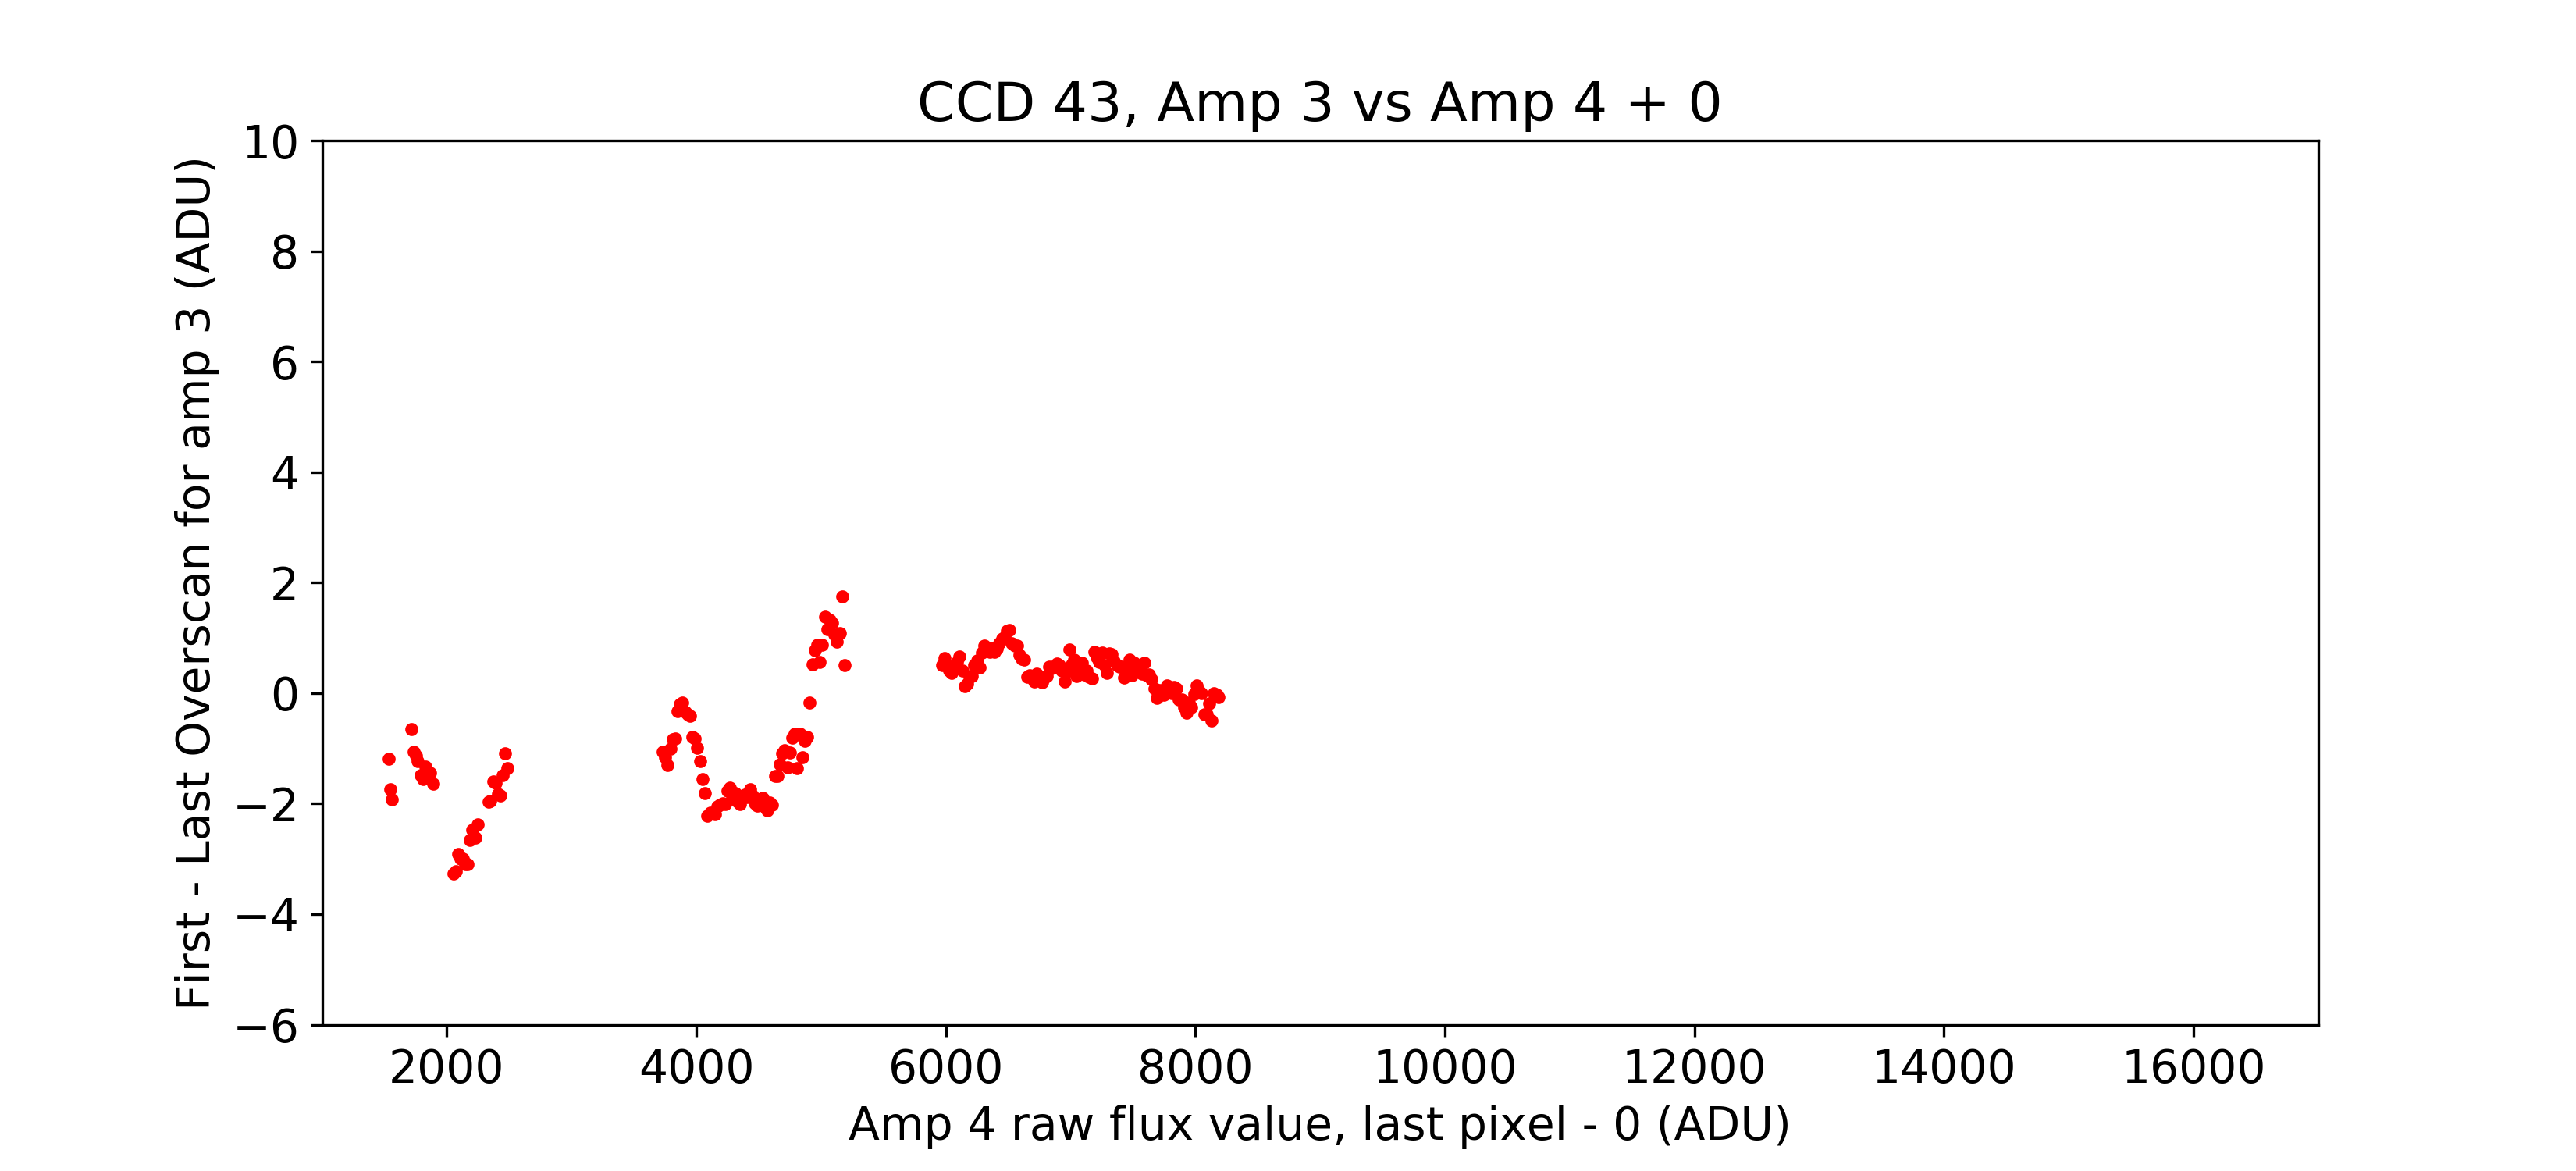 CCD 43, Amp 3 vs Amp 4 + 0
First - Last Overscan for amp 3 (ADU)
10
8
6
4
2
0
−2
−4
−6
2000 4000 6000 8000 10000 12000 14000 16000
Amp 4 raw flux value, last pixel - 0 (ADU)